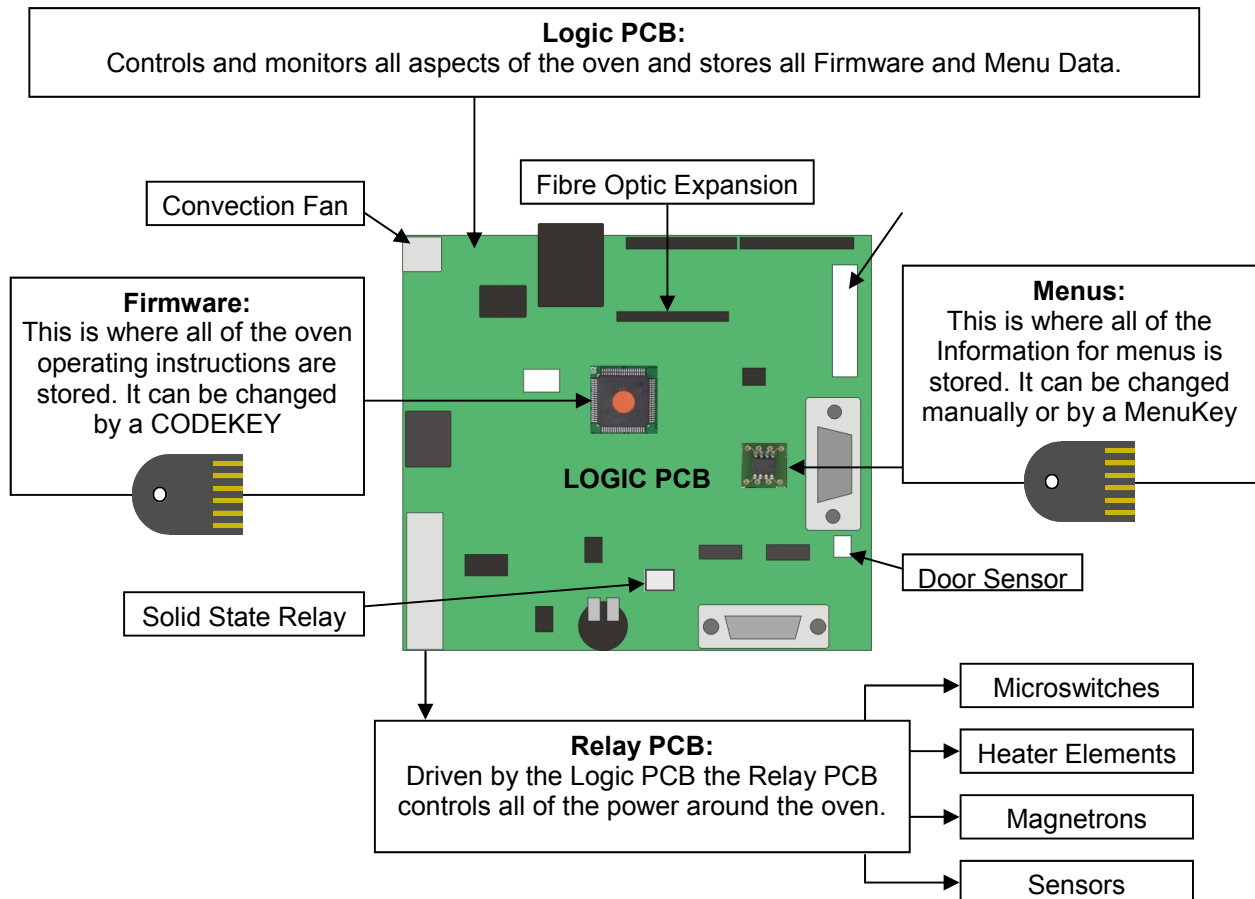 Logic PCB:
Controls and monitors all aspects of the oven and stores all Firmware and Menu Data.
Fibre Optic Expansion
Convection Fan
Firmware:
This is where all of the oven
operating instructions are
stored. It can be changed
by a CODEKEY
Menus:
This is where all of the
Information for menus is
stored. It can be changed
manually or by a MenuKey
LOGIC PCB
Door Sensor
Solid State Relay
Relay PCB:
Driven by the Logic PCB the Relay PCB
controls all of the power around the oven.
Microswitches
Heater Elements
Magnetrons
Sensors